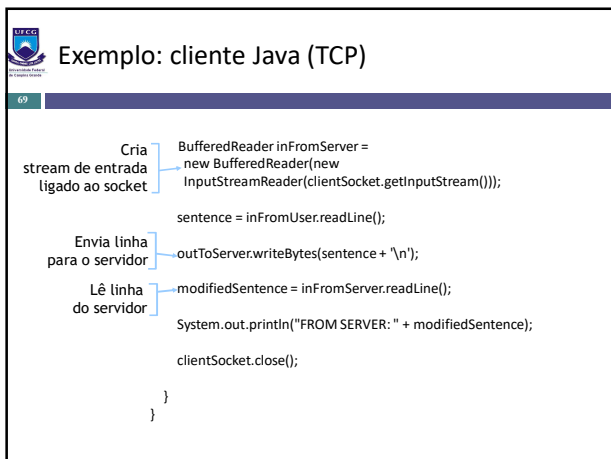 UFCG
Exemplo: cliente Java (TCP)
Universidade Federal
de Campina Grande
69
Cria
stream de entrada
ligado ao socket
BufferedReader inFromServer =
new BufferedReader(new
InputStreamReader(clientSocket.getInputStream()));
sentence = inFromUser.readLine();
Envia linha
para o servidor
outToServer.writeBytes(sentence + '\n');
Lê linha
do servidor
modifiedSentence = inFromServer.readLine();
System.out.println("FROM SERVER: " + modifiedSentence);
clientSocket.close();
}
}